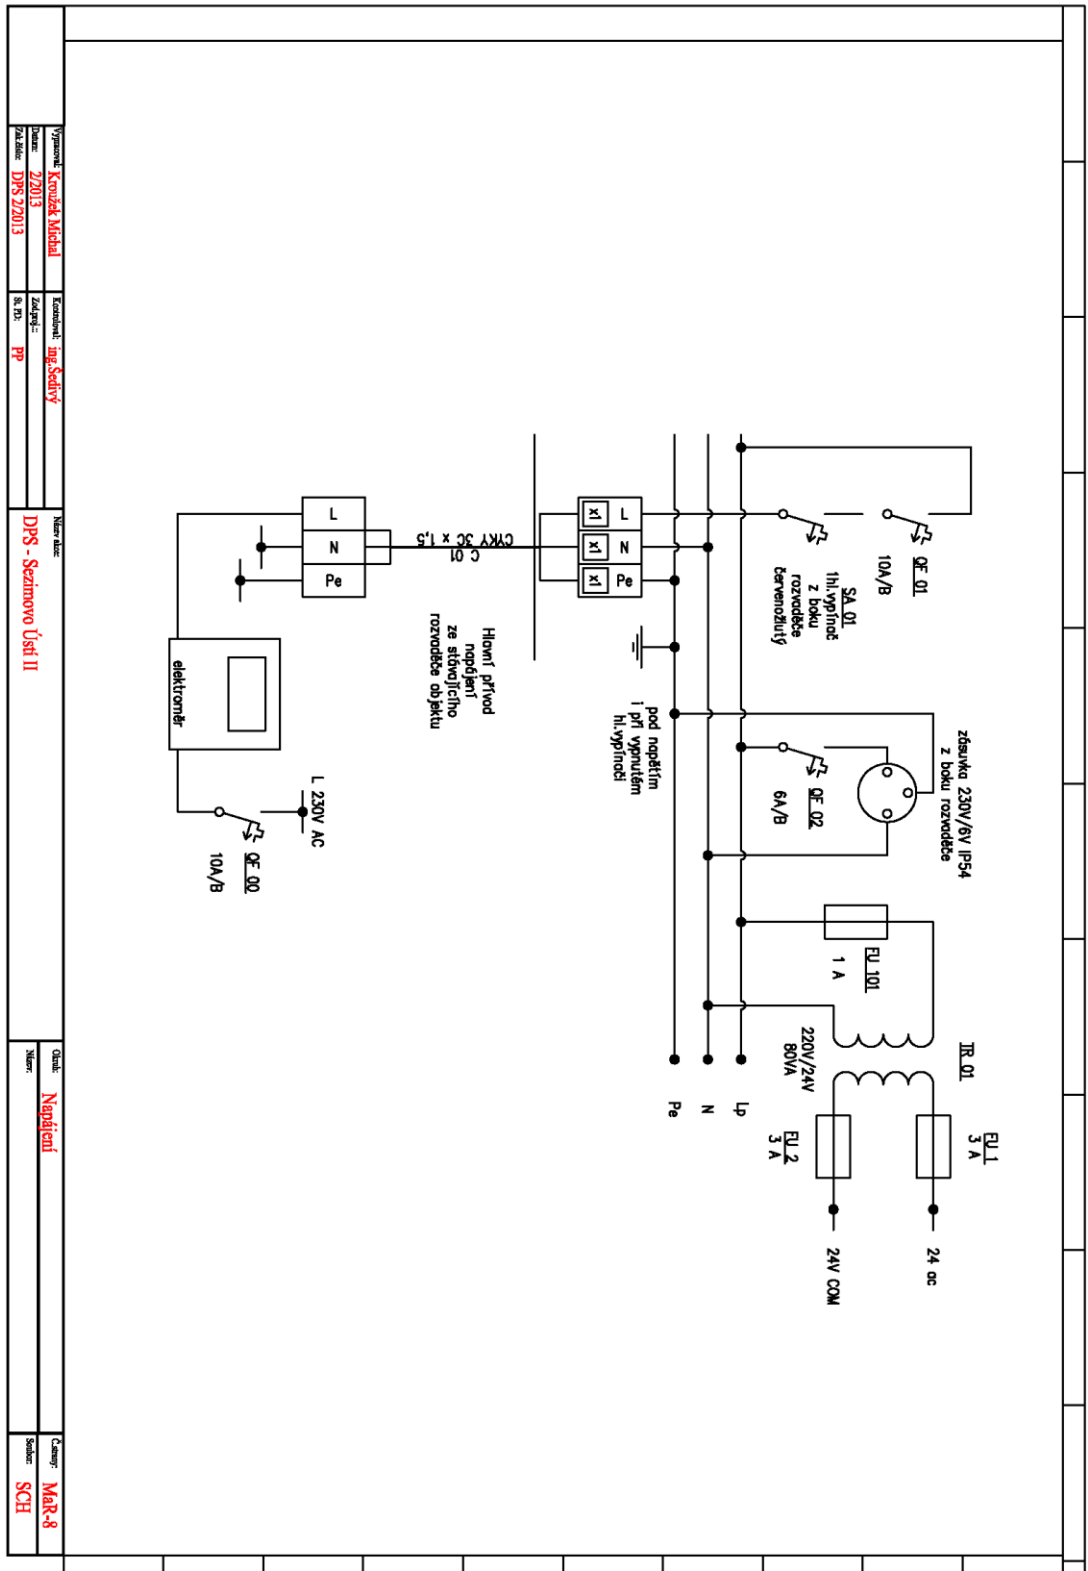 QF 01
10A/B
SA 01
1hl.vypínač
z boku
rozvaděče
červenožlutý
zásuvka 230V/6V IP54
z boku rozvaděče
QF 02
6A/B
FU 101
1 A
TR 01
220V/24V
80VA
FU 1
3 A
24 ac
FU 2
3 A
24V COM
Lp
N
Pe
x1 L
x1 N
x1 Pe
pod napětím
i při vypnutém
hl.vypínači
C 01
CYKY 3C x 1,5
Hlavní přívod
napájení
ze stávajícího
rozvaděče objektu
L
N
Pe
elektroměr
L 230V AC
QF 00
10A/B
Vypracoval: Kroužek Michal
Datum: 2/2013
Zak.číslo: DPS 2/2013
Kontroloval: ing.Šedivý
Zod.proj.:
St. PD: PP
Název akce:
DPS - Sezimovo Ústí II
Obsah: Napájení
Název:
Č.strany: MaR-8
Soubor: SCH